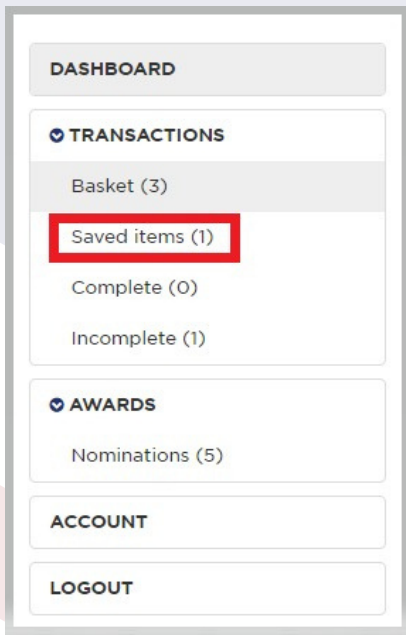 DASHBOARD
TRANSACTIONS
Basket (3)
Saved items (1)
Complete (0)
Incomplete (1)
AWARDS
Nominations (5)
ACCOUNT
LOGOUT